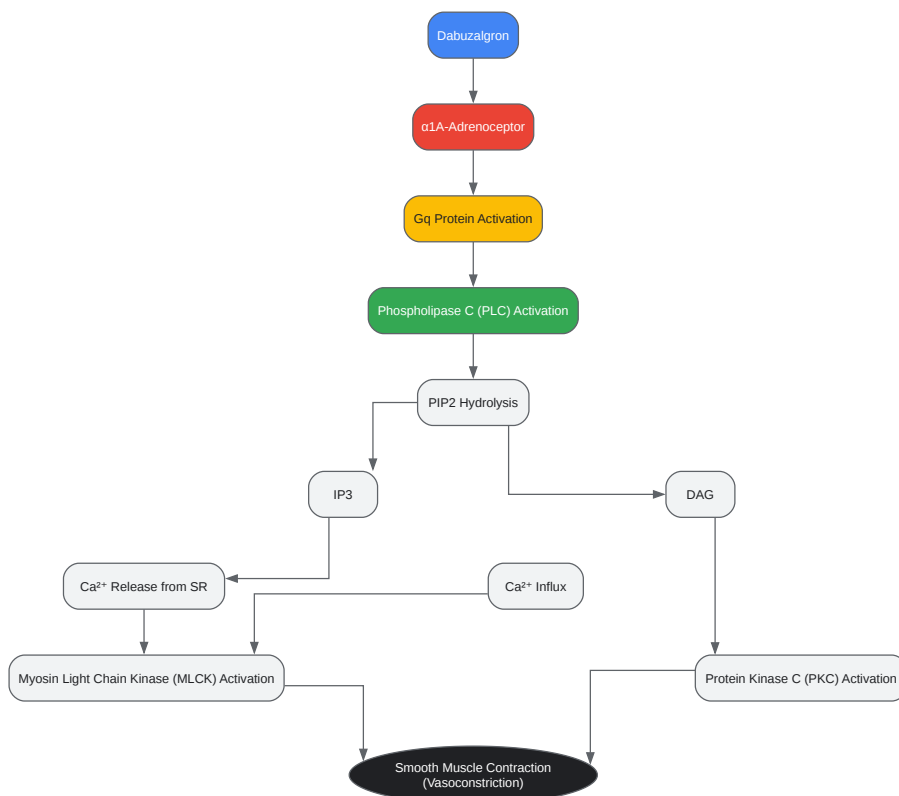 Dabuzalgron
α1A-Adrenoceptor
Gq Protein Activation
Phospholipase C (PLC) Activation
PIP2 Hydrolysis
IP3
DAG
Ca²⁺ Release from SR
Ca²⁺ Influx
Myosin Light Chain Kinase (MLCK) Activation
Protein Kinase C (PKC) Activation
Smooth Muscle Contraction
(Vasoconstriction)